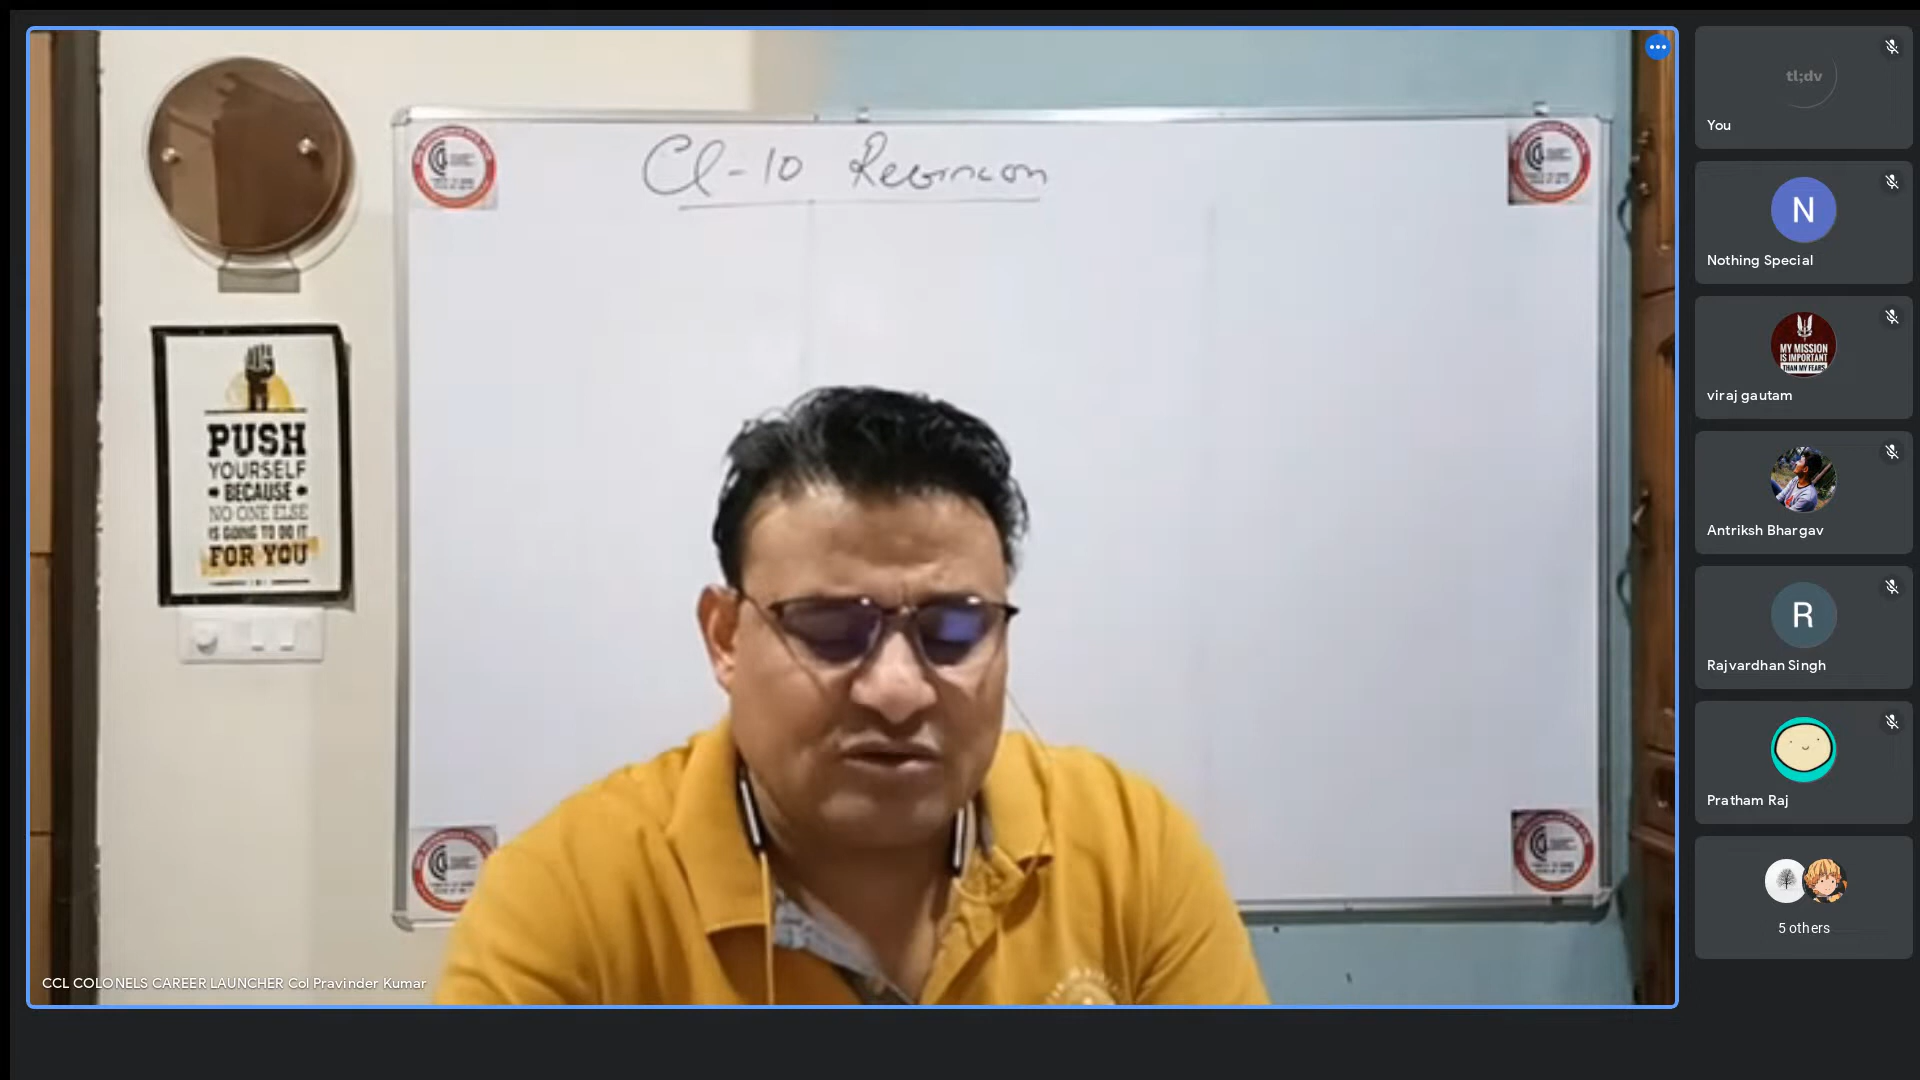 Cl-10 Revision
PUSH
YOURSELF
BECAUSE
NO ONE ELSE
IS GOING TO DO IT
FOR YOU
CCL COLONELS CAREER LAUNCHER Col Pravinder Kumar
tl;dv
You
N
Nothing Special
MY MISSION
IS IMPORTANT
THAN MY FEARS
viraj gautam
Antriksh Bhargav
R
Rajvardhan Singh
Pratham Raj
5 others